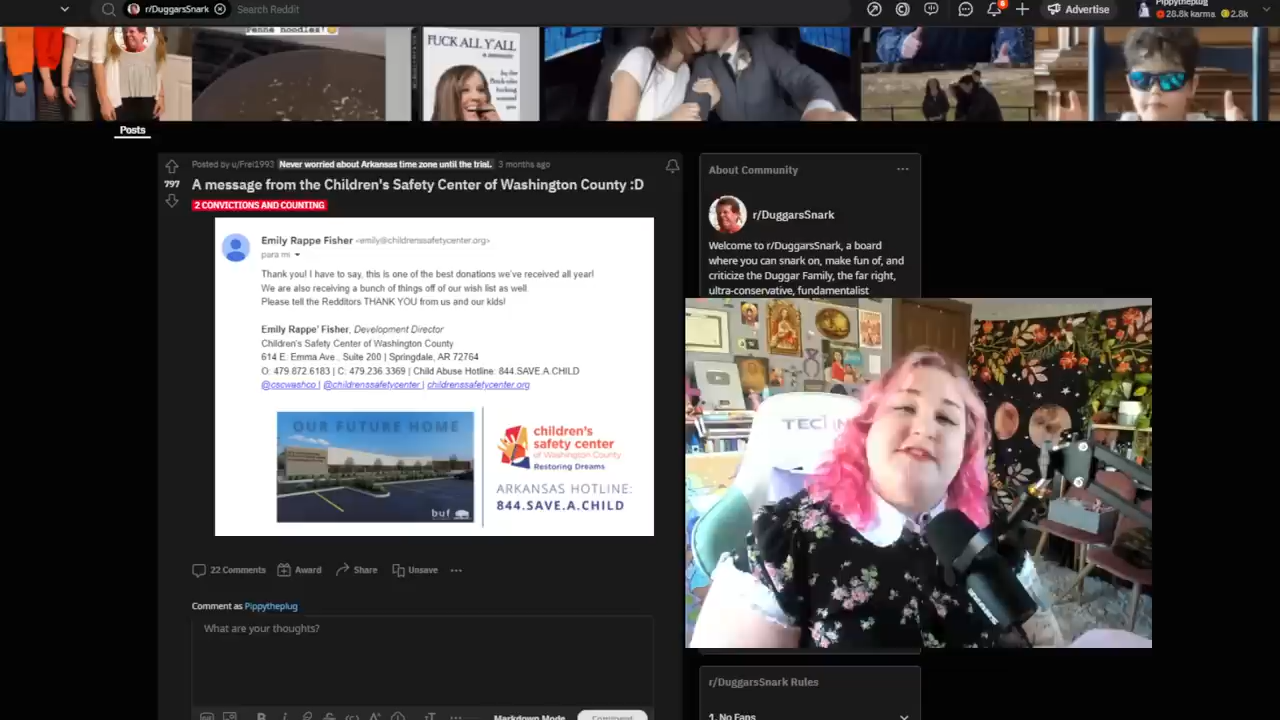 r/DuggarsSnark
Search Reddit
8
Advertise
Pippytheplug
28.8k karma
2.8k
FUCK ALL Y'ALL
Posts
Posted by u/Frei1993 Never worried about Arkansas time zone until the trial. 3 months ago
797
A message from the Children's Safety Center of Washington County :D
2 CONVICTIONS AND COUNTING
Emily Rappe Fisher <emily@childrenssafetycenter.org>
para mi
Thank you! I have to say, this is one of the best donations we've received all year!
We are also receiving a bunch of things off of our wish list as well.
Please tell the Redditors THANK YOU from us and our kids!
Emily Rappe' Fisher, Development Director
Children's Safety Center of Washington County
614 E. Emma Ave., Suite 200 | Springdale, AR 72764
O: 479.872.6183 | C: 479.236.3369 | Child Abuse Hotline: 844.SAVE.A.CHILD
@cscwashco | @childrenssafetycenter | childrenssafetycenter.org
OUR FUTURE HOME
buf
children's
safety center
of Washington County
Restoring Dreams
ARKANSAS HOTLINE:
844.SAVE.A.CHILD
22 Comments
Award
Share
Unsave
Comment as Pippytheplug
What are your thoughts?
Markdown Mode
Comment
About Community
r/DuggarsSnark
Welcome to r/DuggarsSnark, a board
where you can snark on, make fun of, and
criticize the Duggar Family, the far right,
ultra-conservative, fundamentalist
TECHNI
r/DuggarsSnark Rules
1. No Fans